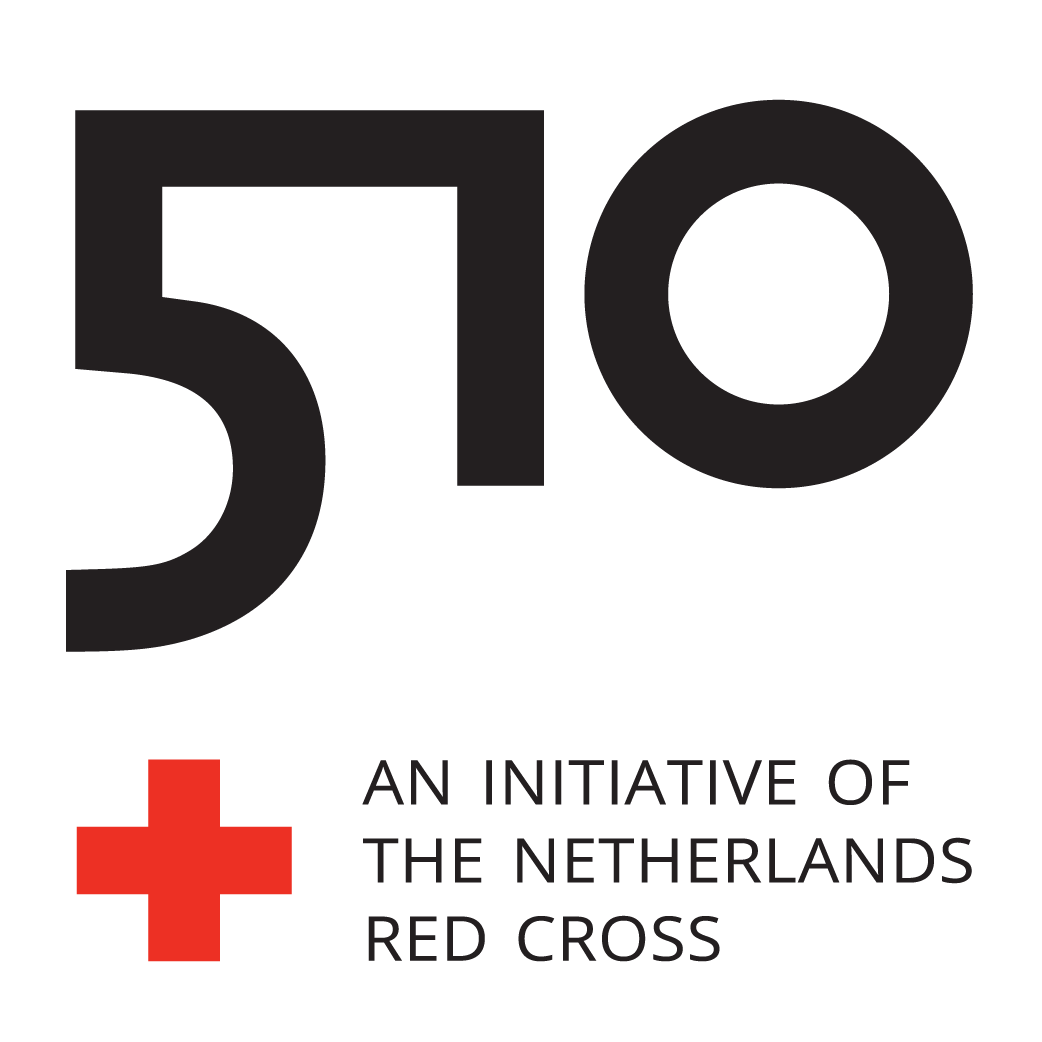 510
AN INITIATIVE OF
THE NETHERLANDS
RED CROSS